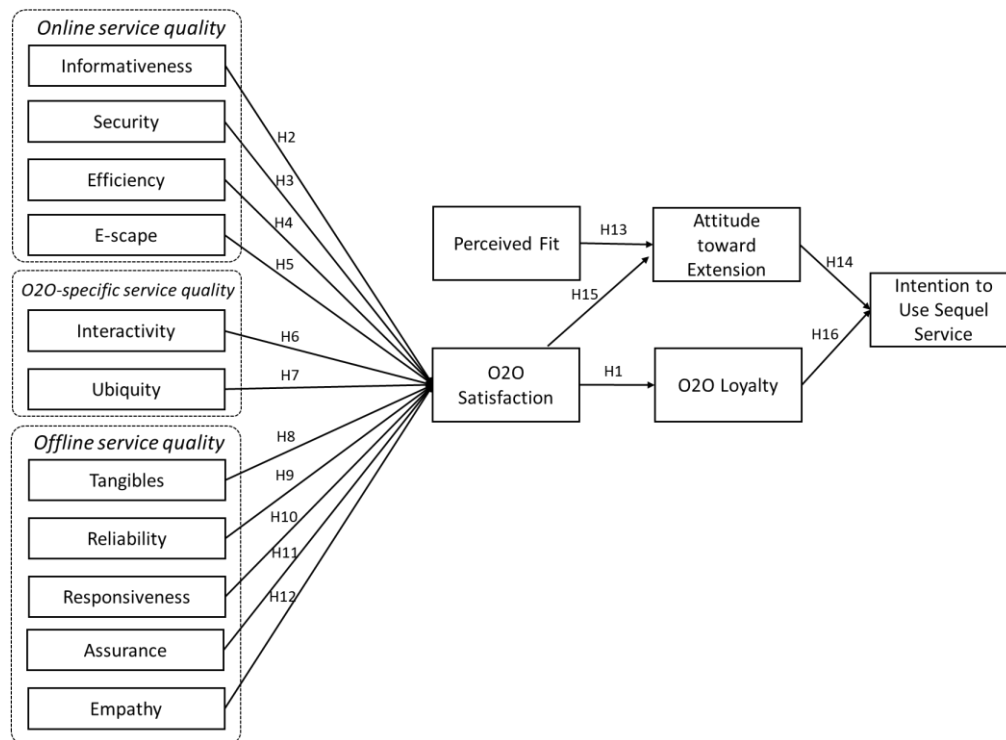 Online service quality
Informativeness
Security
Efficiency
E-scape
O2O-specific service quality
Interactivity
Ubiquity
Offline service quality
Tangibles
Reliability
Responsiveness
Assurance
Empathy
H2
H3
H4
H5
H6
H7
H8
H9
H10
H11
H12
Perceived Fit
H13
Attitude
toward
Extension
H15
O2O
Satisfaction
H1
O2O Loyalty
H14
H16
Intention to
Use Sequel
Service